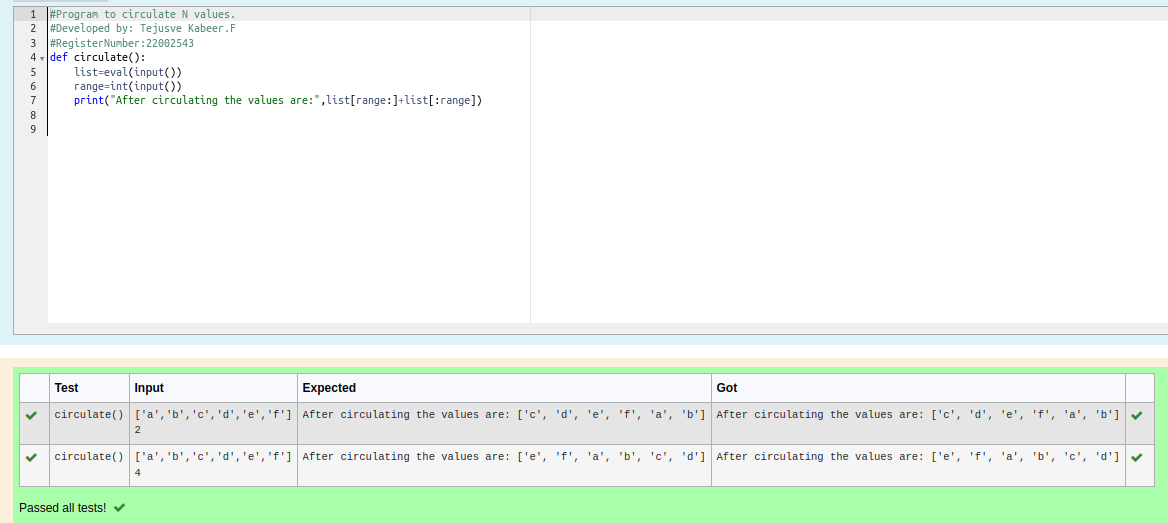 1 #Program to circulate N values.
2 #Developed by: Tejusve Kabeer.F
3 #RegisterNumber:22002543
4 def circulate():
5     list=eval(input())
6     range=int(input())
7     print("After circulating the values are:",list[range:]+list[:range])
8
9
Test Input Expected Got
circulate() ['a','b','c','d','e','f'] After circulating the values are: ['c', 'd', 'e', 'f', 'a', 'b'] After circulating the values are: ['c', 'd', 'e', 'f', 'a', 'b']
2
circulate() ['a','b','c','d','e','f'] After circulating the values are: ['e', 'f', 'a', 'b', 'c', 'd'] After circulating the values are: ['e', 'f', 'a', 'b', 'c', 'd']
4
Passed all tests!